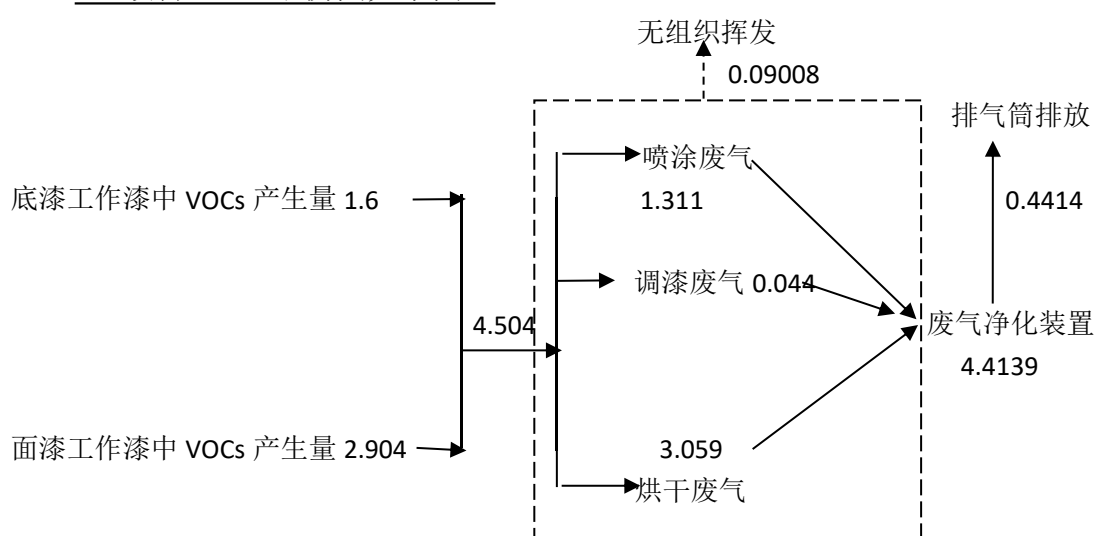 无组织挥发
0.09008
排气筒排放
喷涂废气
1.311
底漆工作漆中 VOCs 产生量 1.6
0.4414
调漆废气 0.044
4.504
废气净化装置
4.4139
面漆工作漆中 VOCs 产生量 2.904
3.059
烘干废气